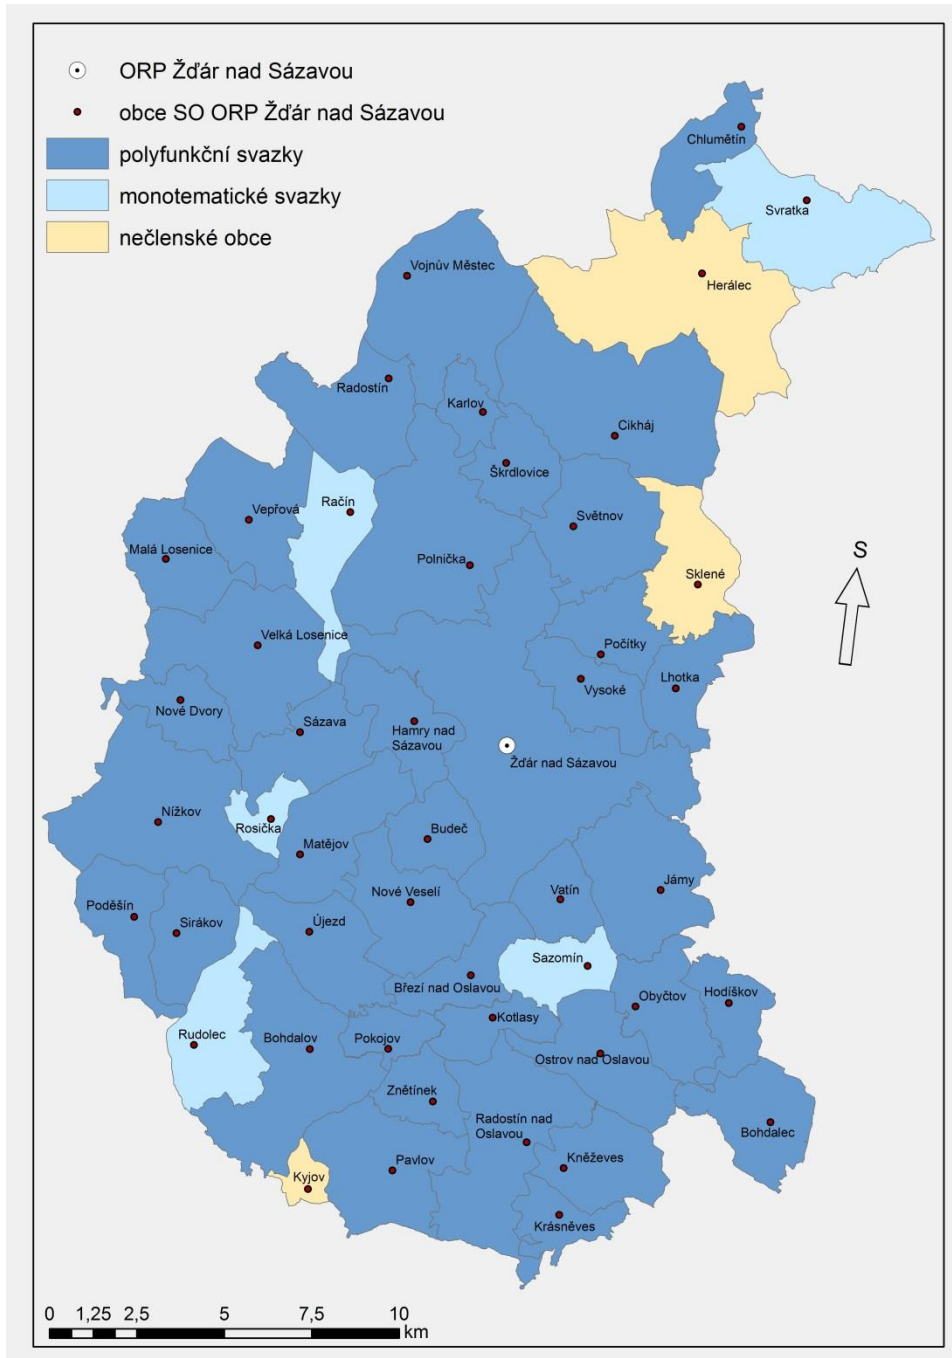 ORP Žďár nad Sázavou
obce SO ORP Žďár nad Sázavou
polyfunkční svazky
monotematické svazky
nečlenské obce
Chlumětín
Svratka
Herálec
Vojnův Městec
Radostín
Karlov
Cikháj
Škrdlovice
Račín
Vepřová
Světnov
Malá Losenice
Polnička
Sklené
S
Velká Losenice
Počítky
Lhotka
Vysoké
Nové Dvory
Sázava
Hamry nad
Sázavou
Žďár nad Sázavou
Nížkov
Rosička
Budeč
Matějov
Jámy
Nové Veselí
Vatín
Poděšín
Sirákov
Újezd
Sazomín
Březí nad Oslavou
Obyčtov
Hodíškov
Kotlasy
Rudolec
Bohdalov
Pokojov
Ostrov nad Oslavou
Znětínek
Radostín nad
Oslavou
Bohdalec
Kněževes
Pavlov
Kyjov
Krásněves
0 1,25 2,5 5 7,5 10
km